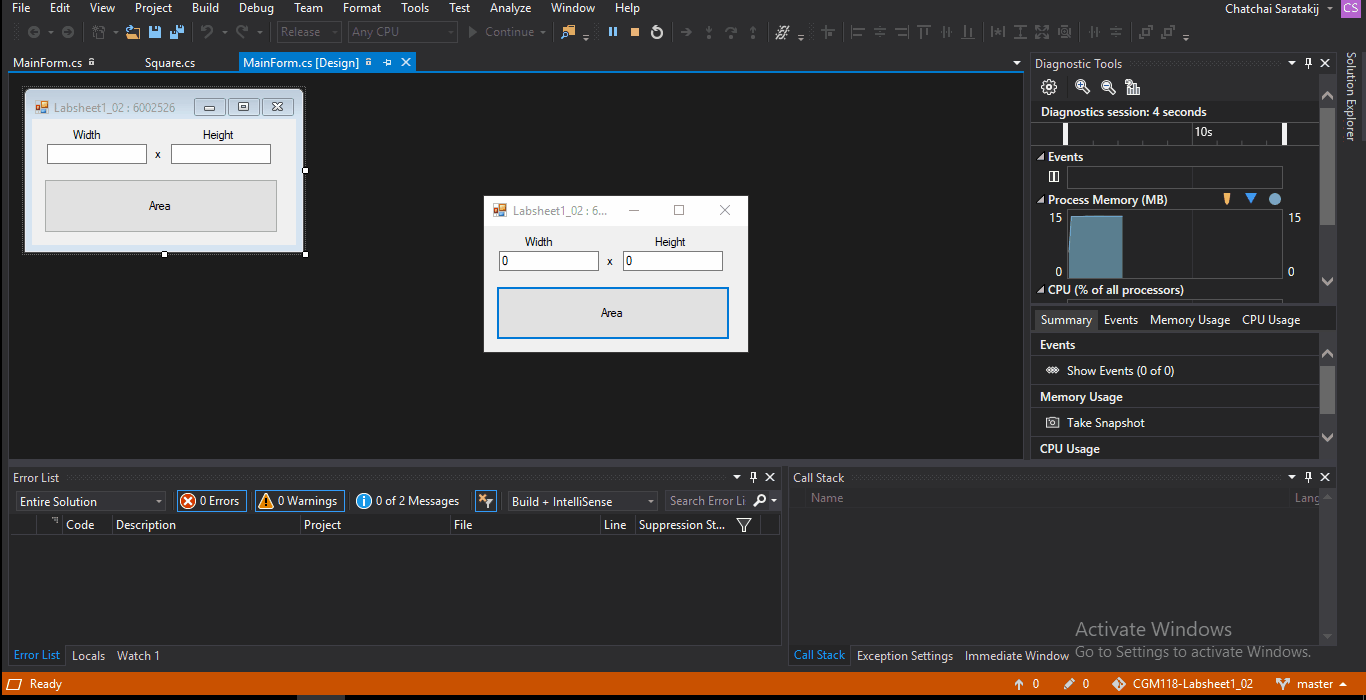 File Edit View Project Build Debug Team Format Tools Test Analyze Window Help
Chatchai Saratakij CS
Release Any CPU Continue
MainForm.cs Square.cs MainForm.cs [Design]
Labsheet1_02 : 6002526
Width Height
x
Area
Labsheet1_02 : 6...
Width Height
0 x 0
Area
Diagnostic Tools
Diagnostics session: 4 seconds
10s
Events
Process Memory (MB)
15 15
0 0
CPU (% of all processors)
Summary Events Memory Usage CPU Usage
Events
Show Events (0 of 0)
Memory Usage
Take Snapshot
CPU Usage
Solution Explorer
Error List
Entire Solution 0 Errors 0 Warnings 0 of 2 Messages Build + IntelliSense Search Error Li
Code Description Project File Line Suppression St...
Error List Locals Watch 1
Call Stack
Name Lang
Call Stack Exception Settings Immediate Window
Activate Windows
Go to Settings to activate Windows.
Ready 0 0 CGM118-Labsheet1_02 master